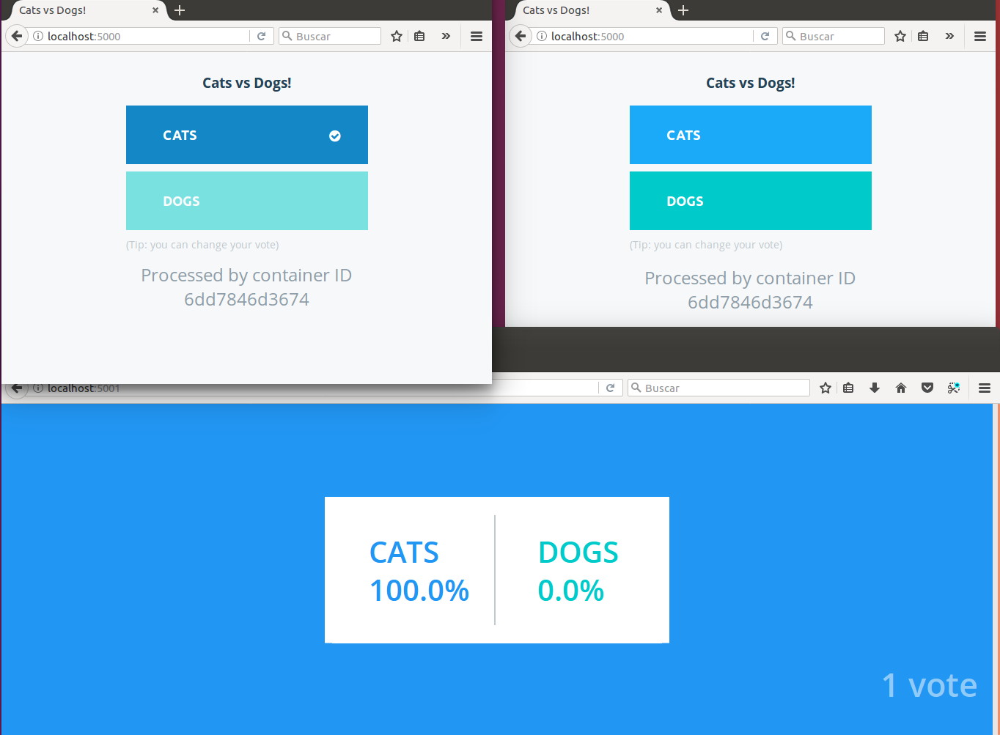 Cats vs Dogs!
localhost:5000
Buscar
Cats vs Dogs!
CATS
DOGS
(Tip: you can change your vote)
Processed by container ID
6dd7846d3674
Cats vs Dogs!
localhost:5000
Buscar
Cats vs Dogs!
CATS
DOGS
(Tip: you can change your vote)
Processed by container ID
6dd7846d3674
localhost:5001
Buscar
CATS
100.0%
DOGS
0.0%
1 vote